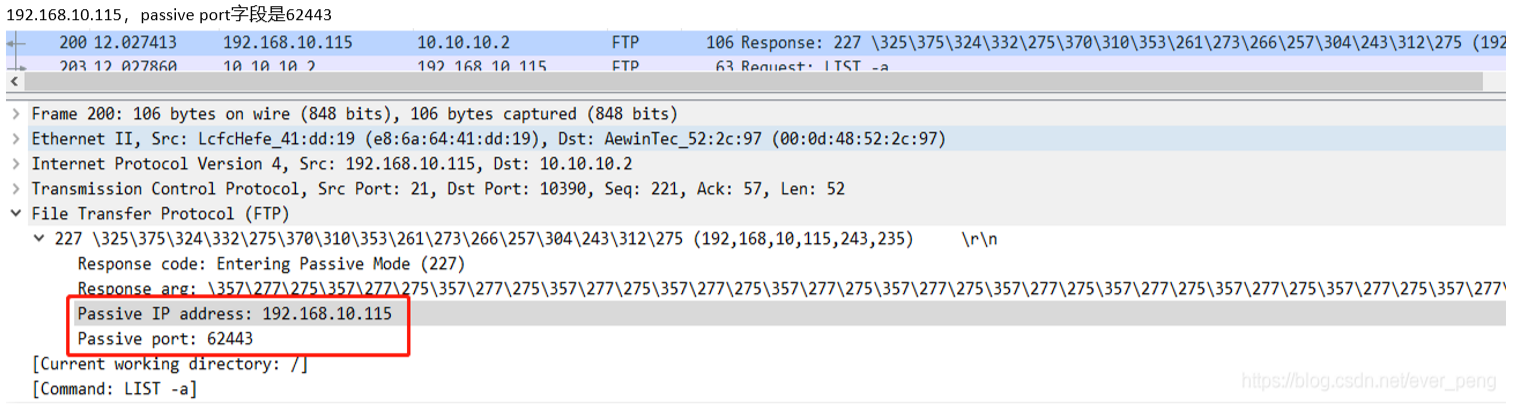 192.168.10.115，passive port字段是62443
200 12.027413 192.168.10.115 10.10.10.2 FTP 106 Response: 227 \325\375\324\332\275\370\310\353\261\273\266\257\304\243\312\275 (192
203 12.027860 10.10.10.2 192.168.10.115 FTP 63 Request: LIST -a
Frame 200: 106 bytes on wire (848 bits), 106 bytes captured (848 bits)
Ethernet II, Src: LcfcHefe_41:dd:19 (e8:6a:64:41:dd:19), Dst: AewinTec_52:2c:97 (00:0d:48:52:2c:97)
Internet Protocol Version 4, Src: 192.168.10.115, Dst: 10.10.10.2
Transmission Control Protocol, Src Port: 21, Dst Port: 10390, Seq: 221, Ack: 57, Len: 52
File Transfer Protocol (FTP)
227 \325\375\324\332\275\370\310\353\261\273\266\257\304\243\312\275 (192,168,10,115,243,235) \r\n
Response code: Entering Passive Mode (227)
Response arg: \357\277\275\357\277\275\357\277\275\357\277\275\357\277\275\357\277\275\357\277\275\357\277\275\357\277\275\357\277\275\357\277\
Passive IP address: 192.168.10.115
Passive port: 62443
[Current working directory: /]
[Command: LIST -a]
https://blog.csdn.net/ever_peng